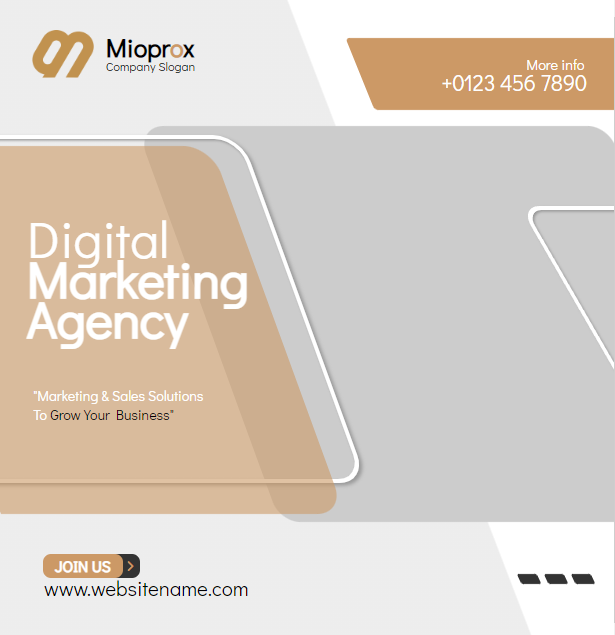 Mioprox
Company Slogan
More info
+0123 456 7890
Digital
Marketing
Agency
"Marketing & Sales Solutions
To Grow Your Business"
JOIN US
www.websitename.com